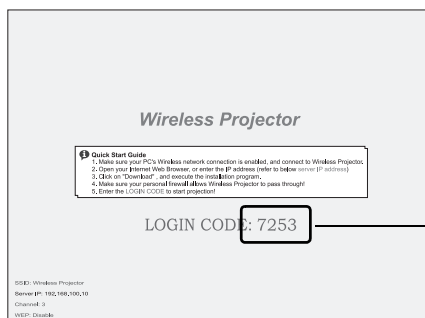 Wireless Projector
Quick Start Guide
1. Make sure your PC's Wireless network connection is enabled, and connect to Wireless Projector.
2. Open your Internet Web Browser, or enter the IP address (refer to below server IP address)
3. Click on "Download" , and execute the installation program.
4. Make sure your personal firewall allows Wireless Projector to pass through!
5. Enter the LOGIN CODE to start projection!
LOGIN CODE: 7253
SSID: Wireless Projector
Server IP: 192,168,100,10
Channel: 3
WEP: Disable